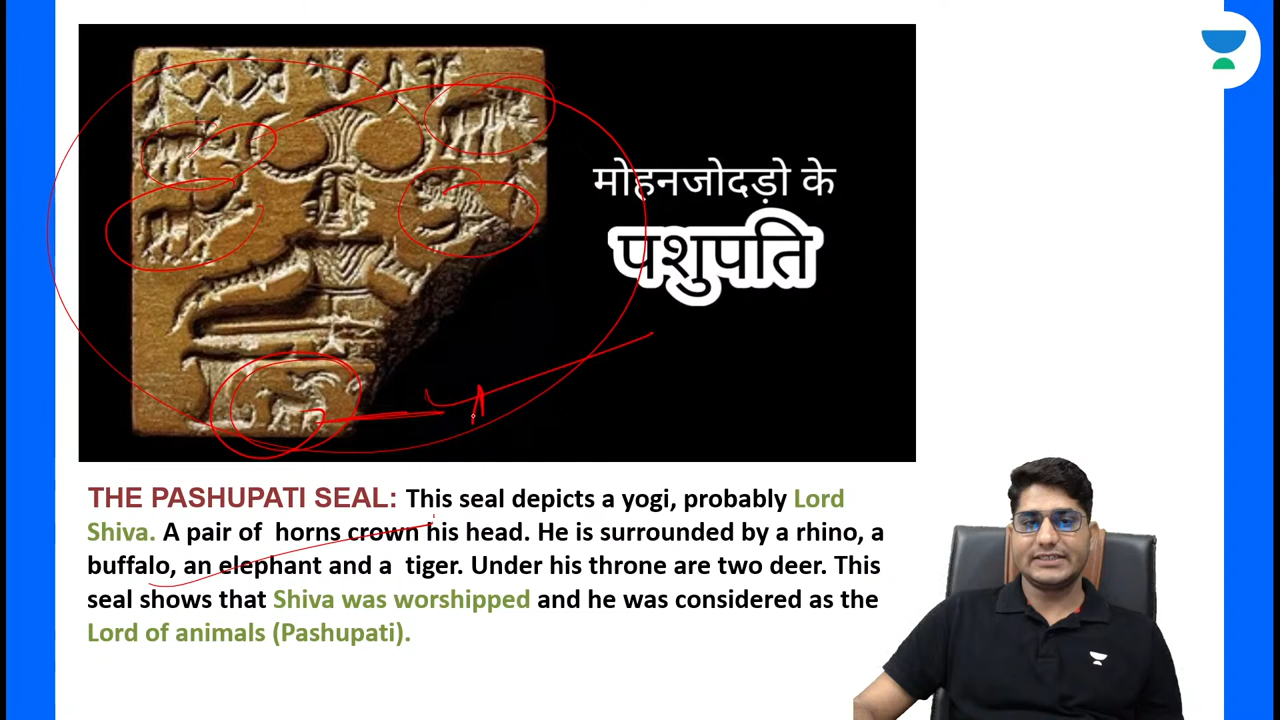 मोहनजोदड़ो के
पशुपति
THE PASHUPATI SEAL: This seal depicts a yogi, probably Lord
Shiva. A pair of horns crown his head. He is surrounded by a rhino, a
buffalo, an elephant and a tiger. Under his throne are two deer. This
seal shows that Shiva was worshipped and he was considered as the
Lord of animals (Pashupati).